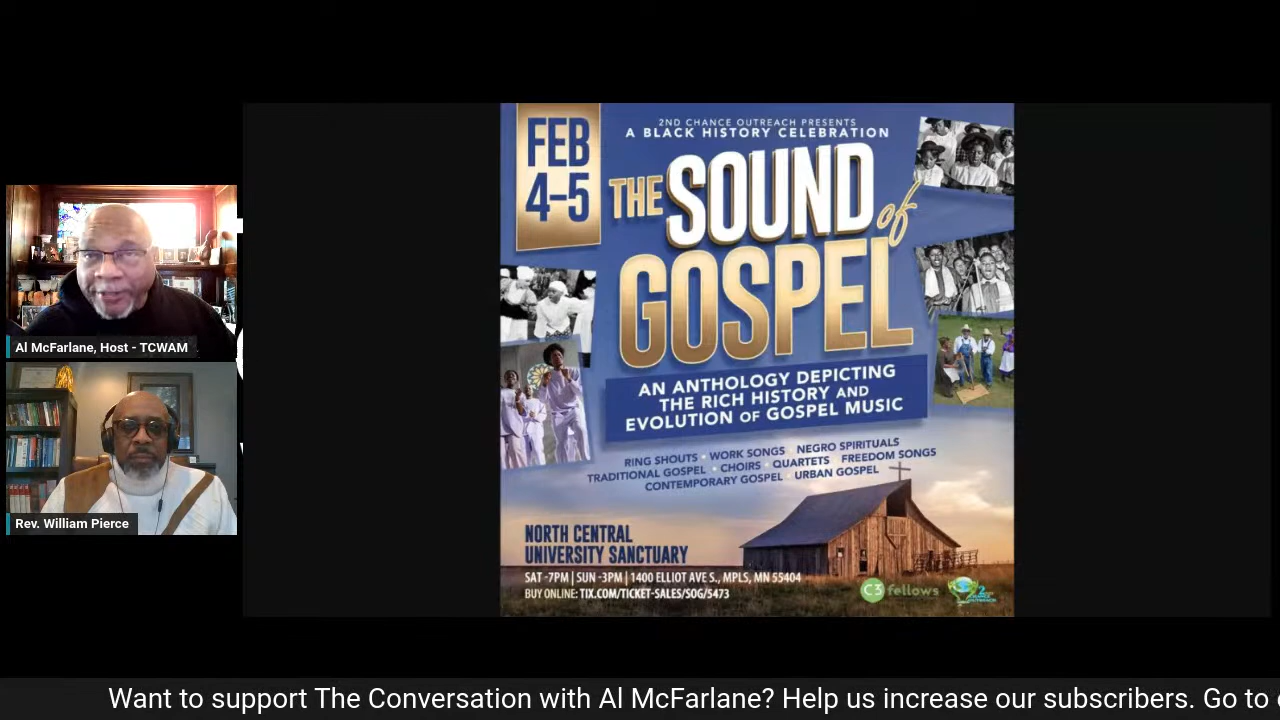 Al McFarlane, Host - TCWAM
Rev. William Pierce
FEB
4-5
2ND CHANCE OUTREACH PRESENTS
A BLACK HISTORY CELEBRATION
THE SOUND of
GOSPEL
AN ANTHOLOGY DEPICTING
THE RICH HISTORY AND
EVOLUTION OF GOSPEL MUSIC
RING SHOUTS • WORK SONGS • NEGRO SPIRITUALS
TRADITIONAL GOSPEL • CHOIRS • QUARTETS FREEDOM SONGS
CONTEMPORARY GOSPEL • URBAN GOSPEL
NORTH CENTRAL
UNIVERSITY SANCTUARY
SAT -7PM | SUN -3PM | 1400 ELLIOT AVE S., MPLS, MN 55404
BUY ONLINE: TIX.COM/TICKET-SALES/SOG/5473
C3 fellows
Want to support The Conversation with Al McFarlane? Help us increase our subscribers. Go to